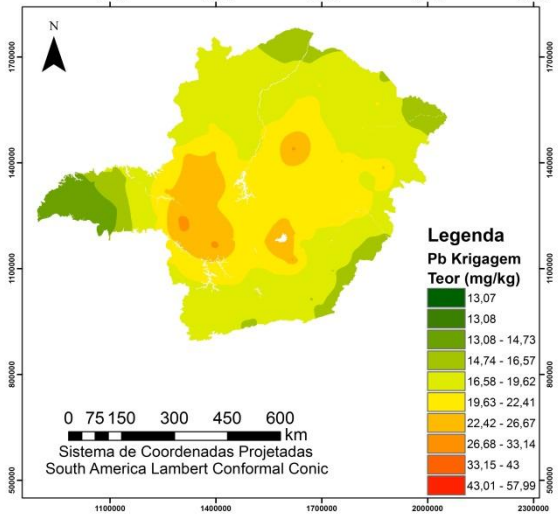 N
1700000
1400000
1100000
800000
500000
1700000
1400000
1100000
800000
500000
Legenda
Pb Krigagem
Teor (mg/kg)
13,07
13,08
13,08 - 14,73
14,74 - 16,57
16,58 - 19,62
19,63 - 22,41
22,42 - 26,67
26,68 - 33,14
33,15 - 43
43,01 - 57,99
0 75 150 300 450 600
km
Sistema de Coordenadas Projetadas
South America Lambert Conformal Conic
1100000 1400000 1700000 2000000 2300000